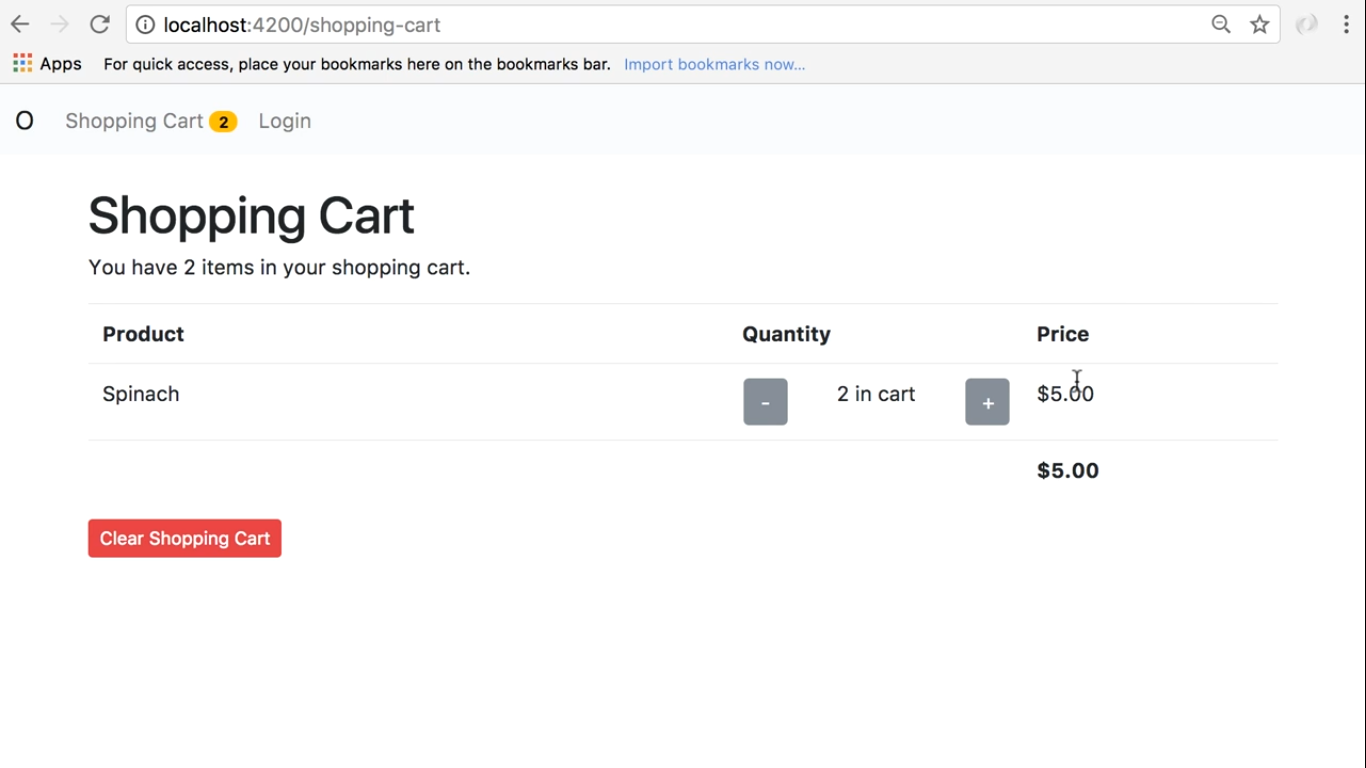 localhost:4200/shopping-cart
Apps For quick access, place your bookmarks here on the bookmarks bar. Import bookmarks now...
O Shopping Cart 2 Login
Shopping Cart
You have 2 items in your shopping cart.
Product Quantity Price
Spinach - 2 in cart + $5.00
$5.00
Clear Shopping Cart